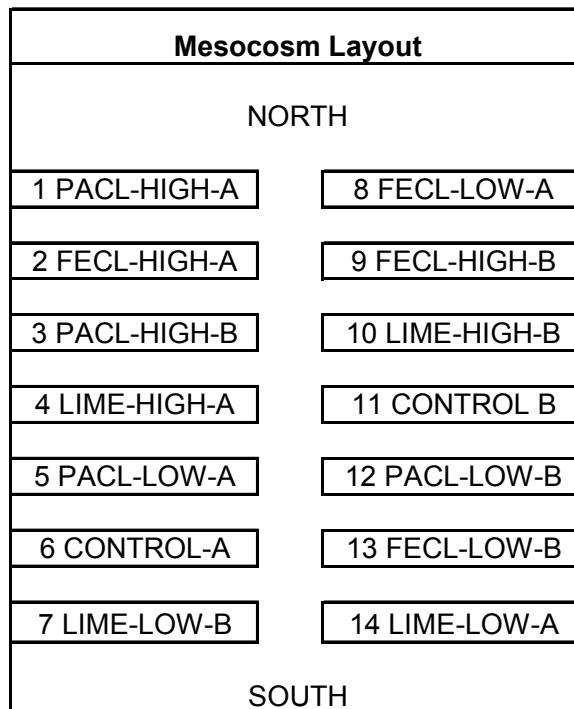 Mesocosm Layout
NORTH
1 PACL-HIGH-A 8 FECL-LOW-A
2 FECL-HIGH-A 9 FECL-HIGH-B
3 PACL-HIGH-B 10 LIME-HIGH-B
4 LIME-HIGH-A 11 CONTROL B
5 PACL-LOW-A 12 PACL-LOW-B
6 CONTROL-A 13 FECL-LOW-B
7 LIME-LOW-B 14 LIME-LOW-A
SOUTH